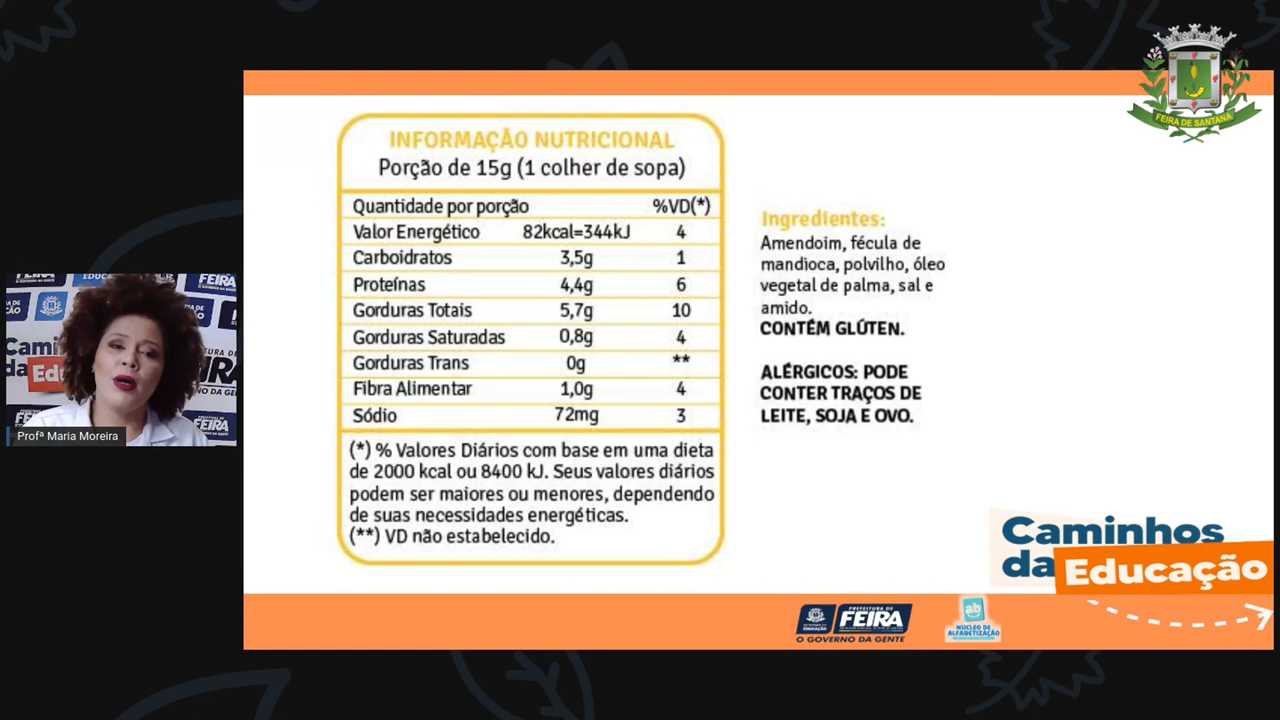 FEIRA DE SANTANA
INFORMAÇÃO NUTRICIONAL
Porção de 15g (1 colher de sopa)
Quantidade por porção %VD(*)
Valor Energético 82kcal=344kJ 4
Carboidratos 3,5g 1
Proteínas 4,4g 6
Gorduras Totais 5,7g 10
Gorduras Saturadas 0,8g 4
Gorduras Trans 0g **
Fibra Alimentar 1,0g 4
Sódio 72mg 3
(*) % Valores Diários com base em uma dieta
de 2000 kcal ou 8400 kJ. Seus valores diários
podem ser maiores ou menores, dependendo
de suas necessidades energéticas.
(**) VD não estabelecido.
Ingredientes:
Amendoim, fécula de
mandioca, polvilho, óleo
vegetal de palma, sal e
amido.
CONTÉM GLÚTEN.
ALÉRGICOS: PODE
CONTER TRAÇOS DE
LEITE, SOJA E OVO.
FEIRA
Profª Maria Moreira
Caminhos
da Educação
PREFEITURA DE
FEIRA
EDUCAÇÃO
O GOVERNO DA GENTE
ab
NÚCLEO DE
ALFABETIZAÇÃO